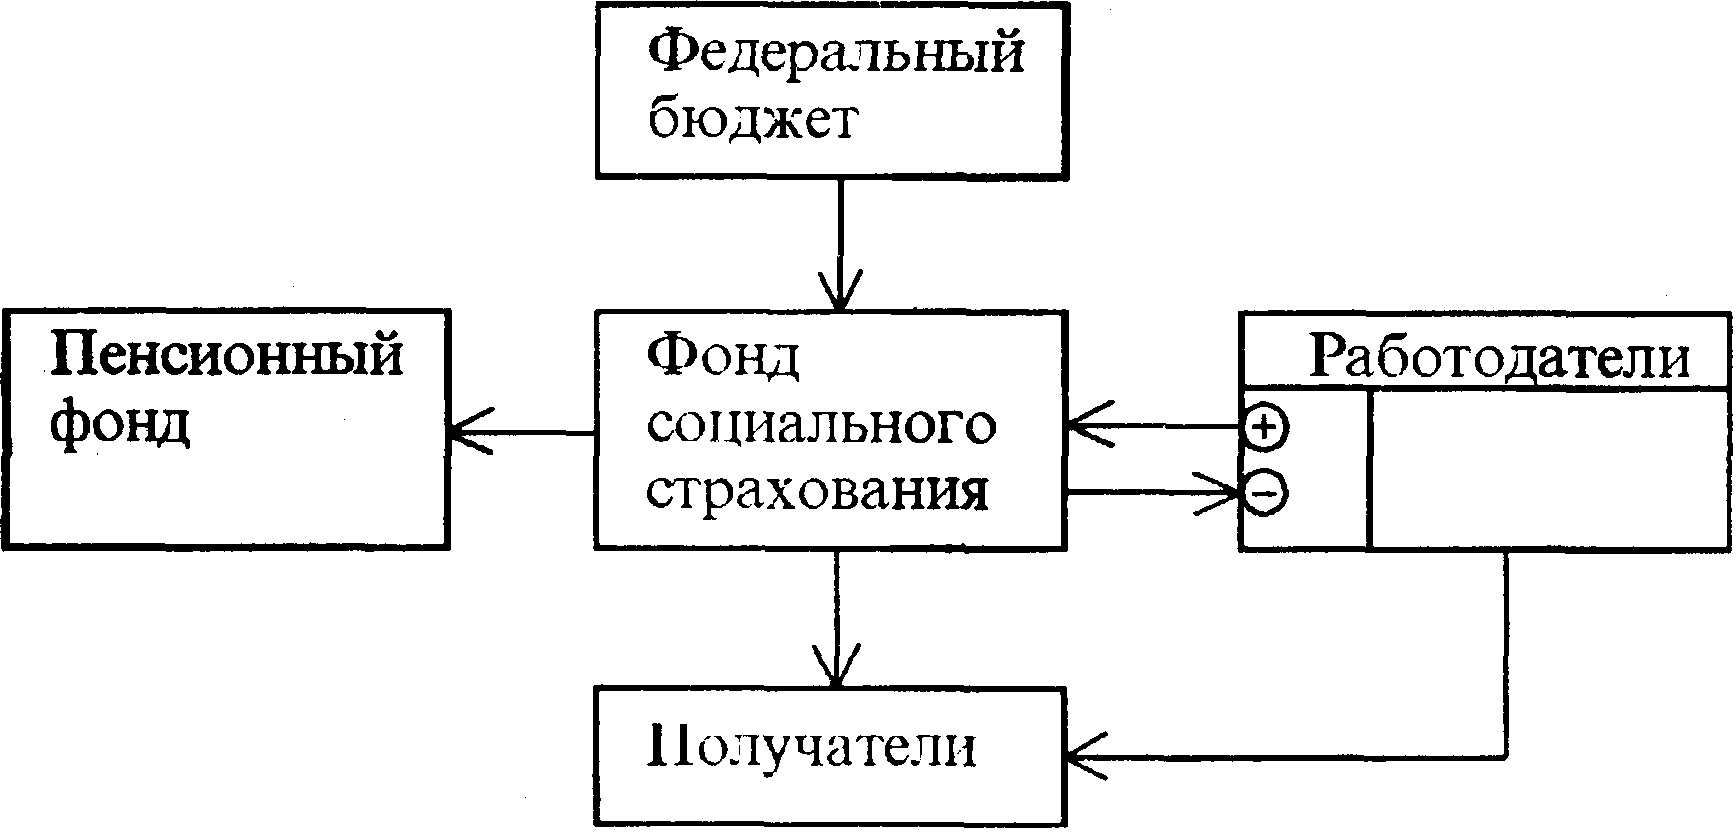 Федеральный
бюджет
Пенсионный
фонд
Фонд
социального
страхования
Работодатели
+
−
Получатели